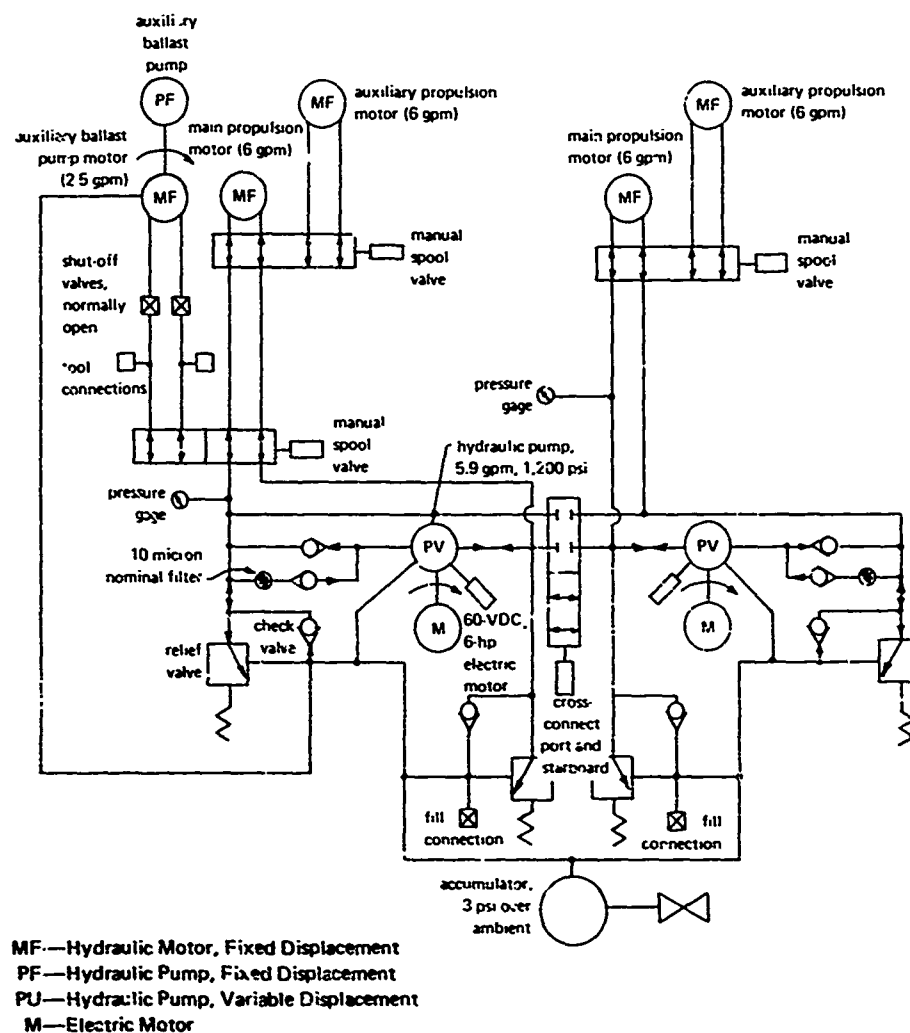 auxiliary
ballast
pump
PF
auxiliary ballast
pump motor
(2 5 gpm)
MF
main propulsion
motor (6 gpm)
MF
MF
auxiliary propulsion
motor (6 gpm)
manual
spool
valve
main propulsion
motor (6 gpm)
MF
MF
auxiliary propulsion
motor (6 gpm)
manual
spool
valve
shut-off
valves,
normally
open
tool
connections
manual
spool
valve
pressure
gage
pressure
gage
hydraulic pump,
5.9 gpm, 1,200 psi
10 micron
nominal filter
PV
PV
M
M
60-VDC,
6-hp
electric
motor
check
valve
relief
valve
cross-
connect
port and
starboard
fill
connection
fill
connection
accumulator,
3 psi over
ambient
MF—Hydraulic Motor, Fixed Displacement
PF—Hydraulic Pump, Fixed Displacement
PU—Hydraulic Pump, Variable Displacement
M—Electric Motor